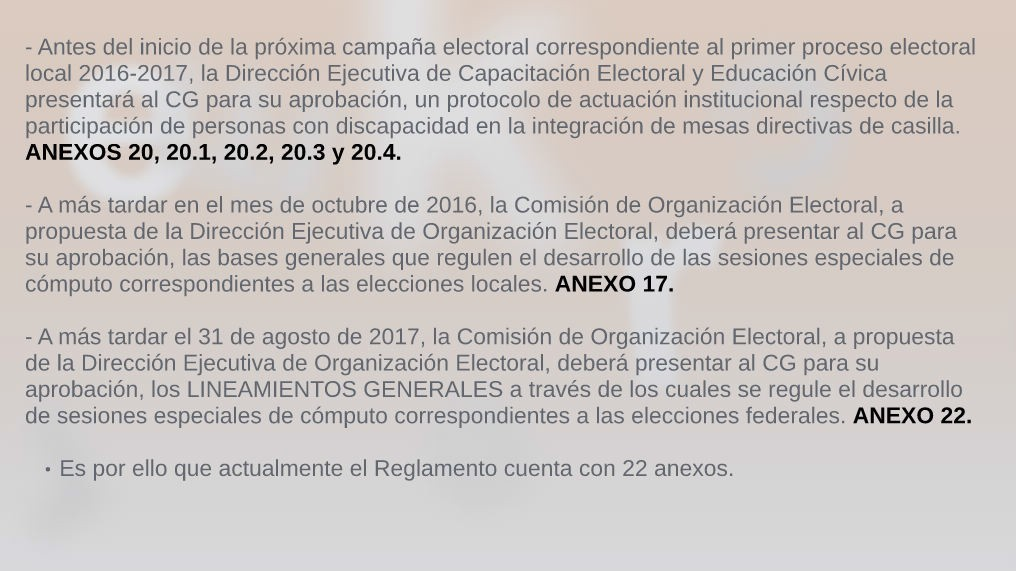 - Antes del inicio de la próxima campaña electoral correspondiente al primer proceso electoral
local 2016-2017, la Dirección Ejecutiva de Capacitación Electoral y Educación Cívica
presentará al CG para su aprobación, un protocolo de actuación institucional respecto de la
participación de personas con discapacidad en la integración de mesas directivas de casilla.
ANEXOS 20, 20.1, 20.2, 20.3 y 20.4.
- A más tardar en el mes de octubre de 2016, la Comisión de Organización Electoral, a
propuesta de la Dirección Ejecutiva de Organización Electoral, deberá presentar al CG para
su aprobación, las bases generales que regulen el desarrollo de las sesiones especiales de
cómputo correspondientes a las elecciones locales. ANEXO 17.
- A más tardar el 31 de agosto de 2017, la Comisión de Organización Electoral, a propuesta
de la Dirección Ejecutiva de Organización Electoral, deberá presentar al CG para su
aprobación, los LINEAMIENTOS GENERALES a través de los cuales se regule el desarrollo
de sesiones especiales de cómputo correspondientes a las elecciones federales. ANEXO 22.
• Es por ello que actualmente el Reglamento cuenta con 22 anexos.